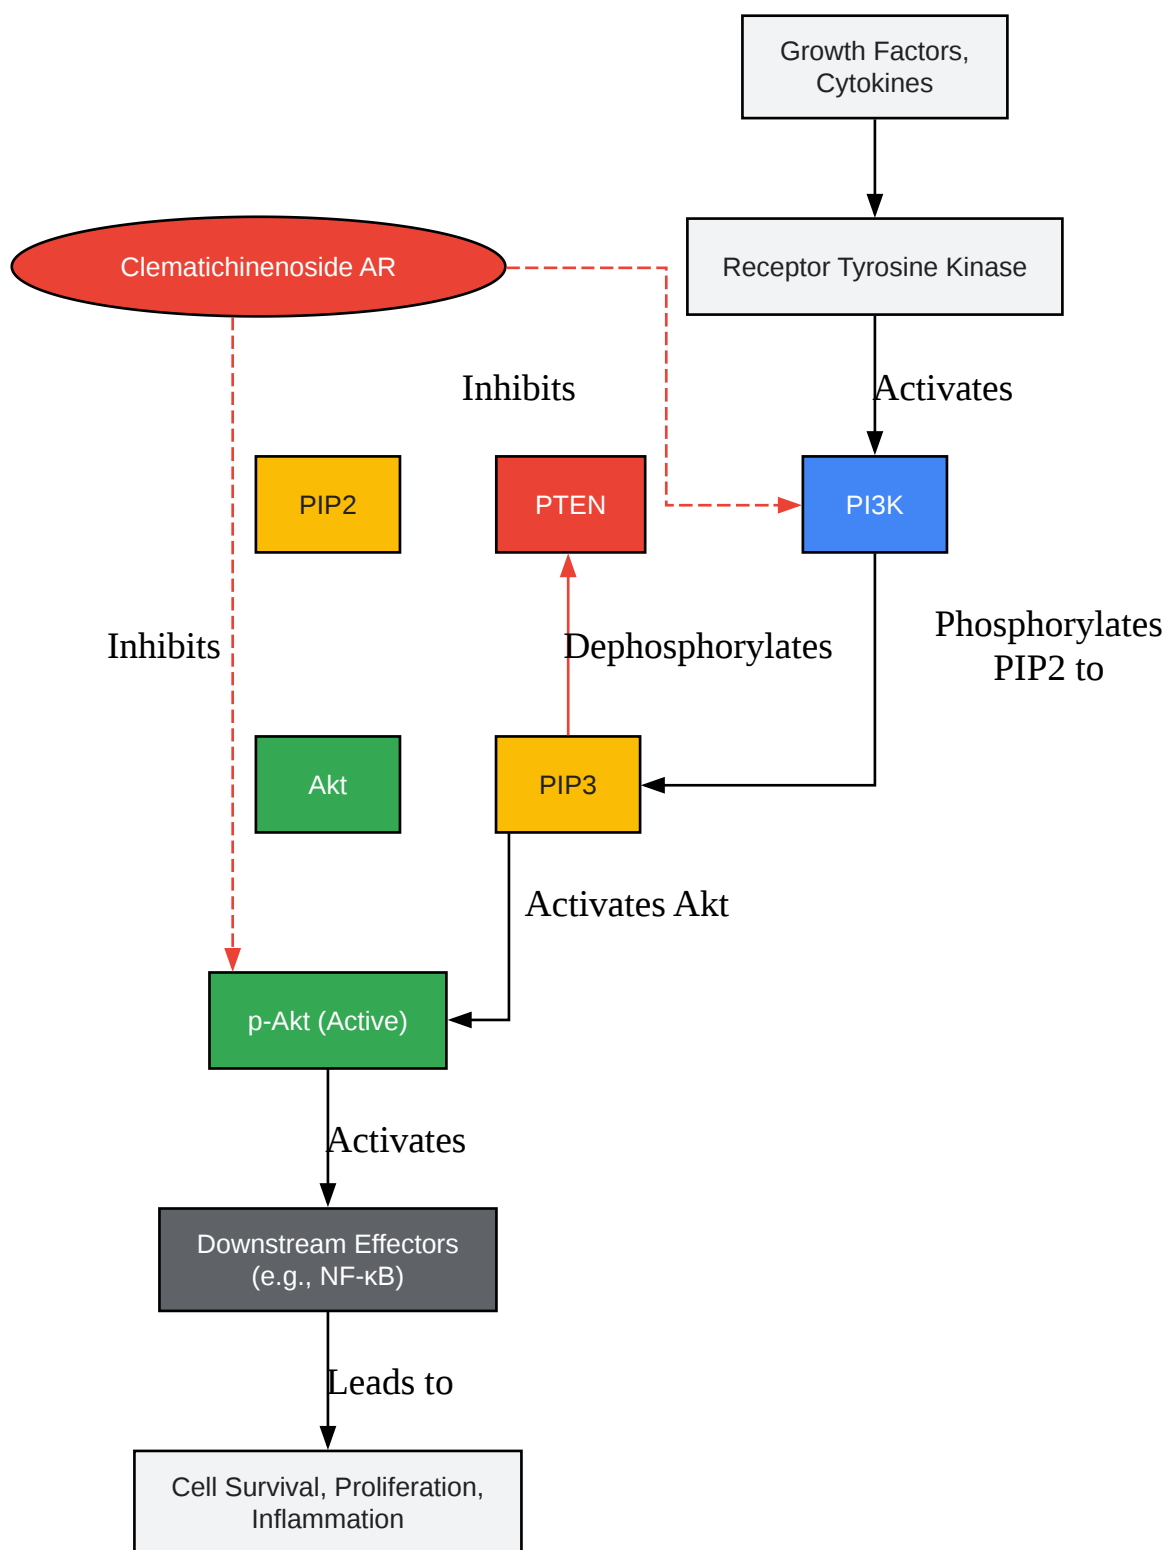 Growth Factors,
Cytokines
Clematichinenoside AR
Receptor Tyrosine Kinase
Inhibits
Activates
PIP2
PTEN
PI3K
Inhibits
Dephosphorylates
Phosphorylates
PIP2 to
Akt
PIP3
Activates Akt
p-Akt (Active)
Activates
Downstream Effectors
(e.g., NF-κB)
Leads to
Cell Survival, Proliferation,
Inflammation